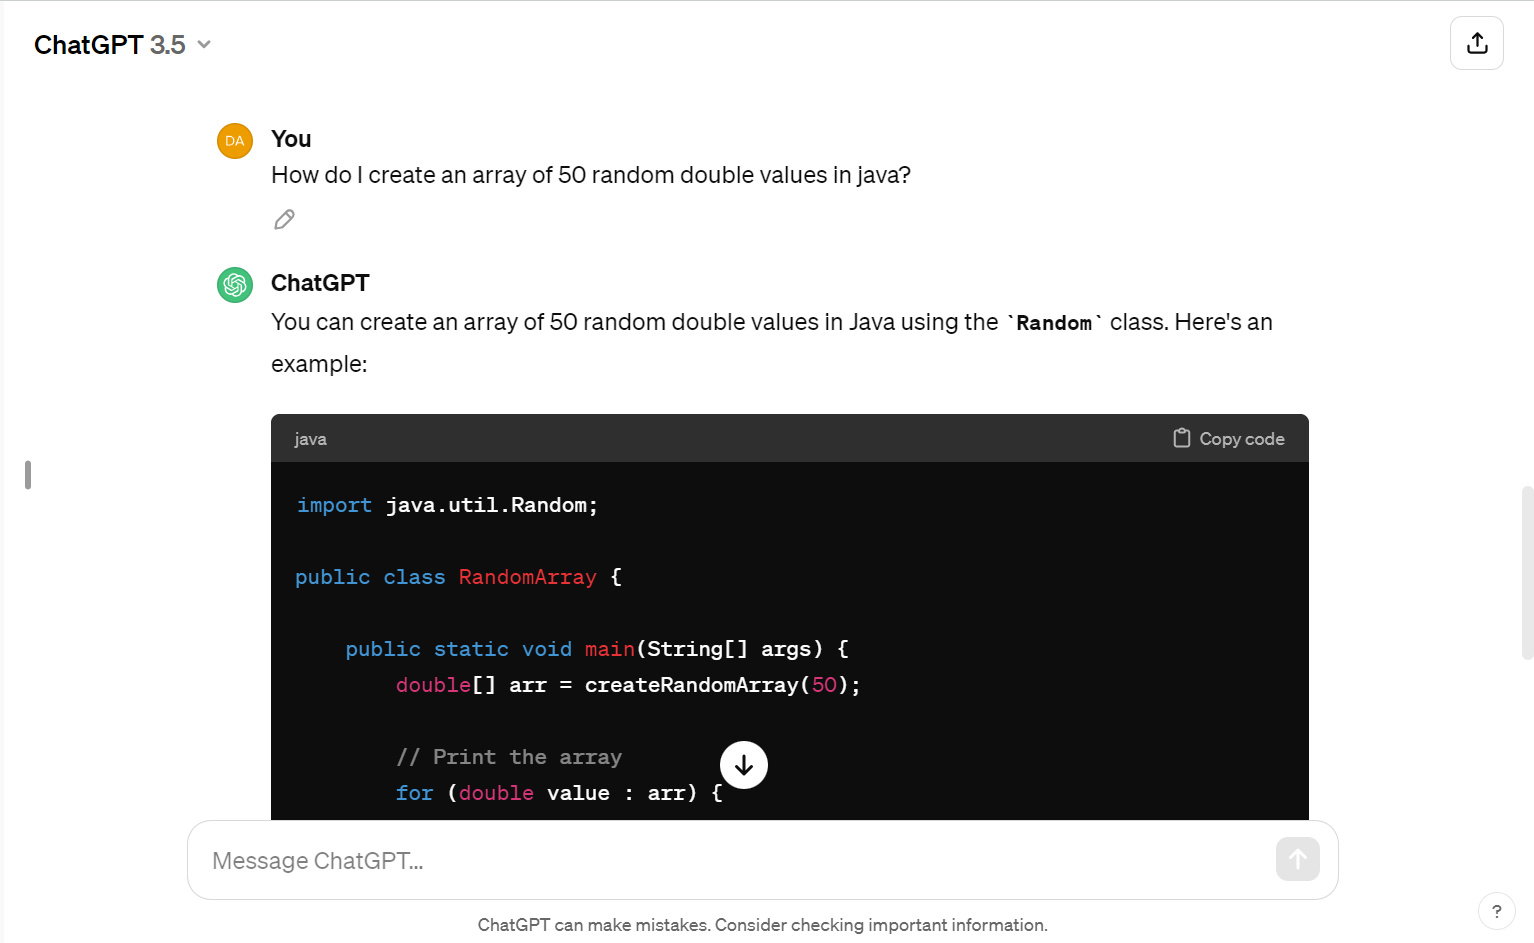 ChatGPT 3.5
DA
You
How do I create an array of 50 random double values in java?
ChatGPT
You can create an array of 50 random double values in Java using the `Random` class. Here's an
example:
java
Copy code
import java.util.Random;
public class RandomArray {
public static void main(String[] args) {
double[] arr = createRandomArray(50);
// Print the array
for (double value : arr) {
Message ChatGPT...
ChatGPT can make mistakes. Consider checking important information.
?